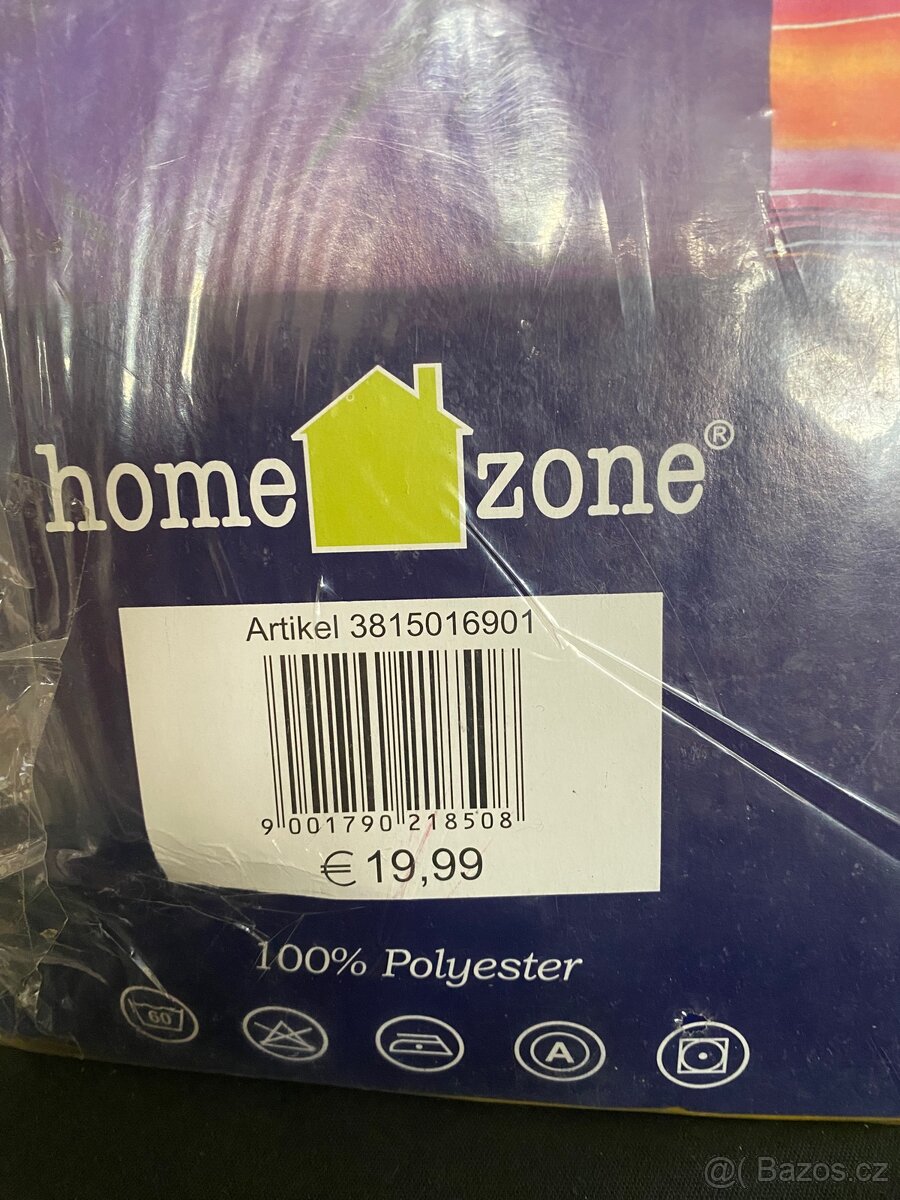 home zone®
Artikel 3815016901
9 001790 218508
€ 19,99
100% Polyester
60
A
@( Bazos.cz